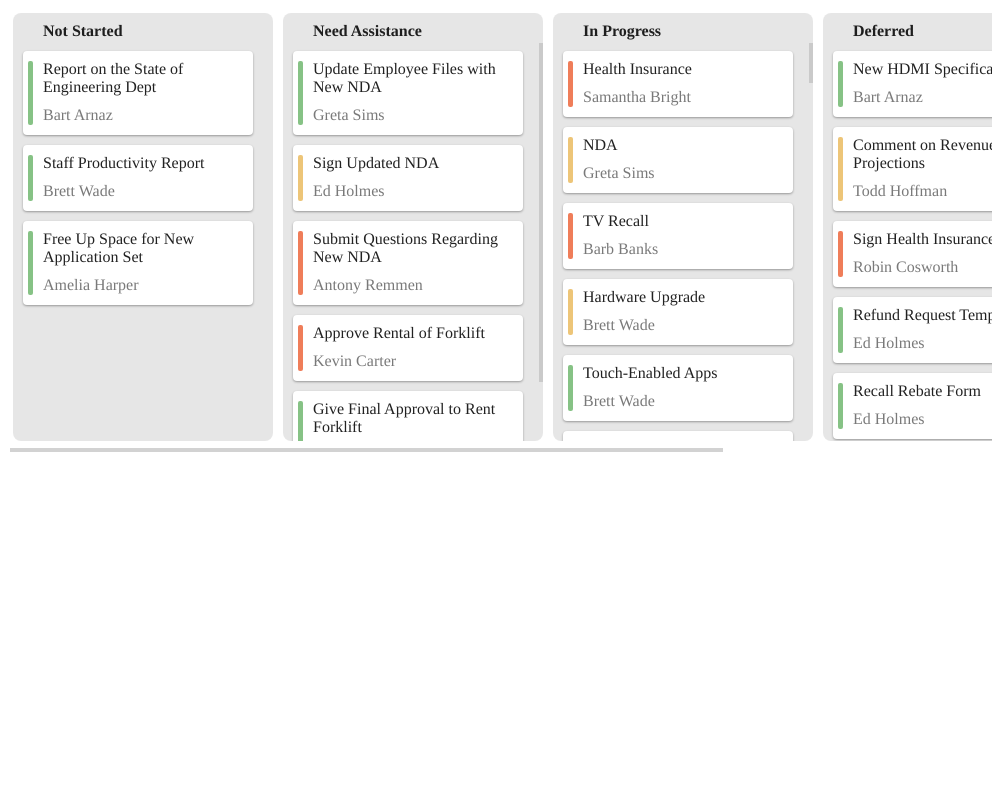 Not Started
Report on the State of
Engineering Dept
Bart Arnaz
Staff Productivity Report
Brett Wade
Free Up Space for New
Application Set
Amelia Harper
Need Assistance
Update Employee Files with
New NDA
Greta Sims
Sign Updated NDA
Ed Holmes
Submit Questions Regarding
New NDA
Antony Remmen
Approve Rental of Forklift
Kevin Carter
Give Final Approval to Rent
Forklift
In Progress
Health Insurance
Samantha Bright
NDA
Greta Sims
TV Recall
Barb Banks
Hardware Upgrade
Brett Wade
Touch-Enabled Apps
Brett Wade
Deferred
New HDMI
Bart Arnaz
Comment on Revenue
Projections
Todd Hoffman
Sign Health Insurance
Robin Cosworth
Refund Request
Ed Holmes
Recall Rebate Form
Ed Holmes